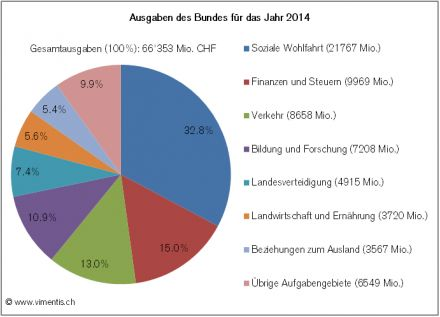 Ausgaben des Bundes für das Jahr 2014
Gesamtausgaben (100%): 66'353 Mio. CHF
Soziale Wohlfahrt (21767 Mio.)
Finanzen und Steuern (9969 Mio.)
Verkehr (8658 Mio.)
Bildung und Forschung (7208 Mio.)
Landesverteidigung (4915 Mio.)
Landwirtschaft und Ernährung (3720 Mio.)
Beziehungen zum Ausland (3567 Mio.)
Übrige Aufgabengebiete (6549 Mio.)
32.8%
15.0%
13.0%
10.9%
7.4%
5.6%
5.4%
9.9%
© www.vimentis.ch